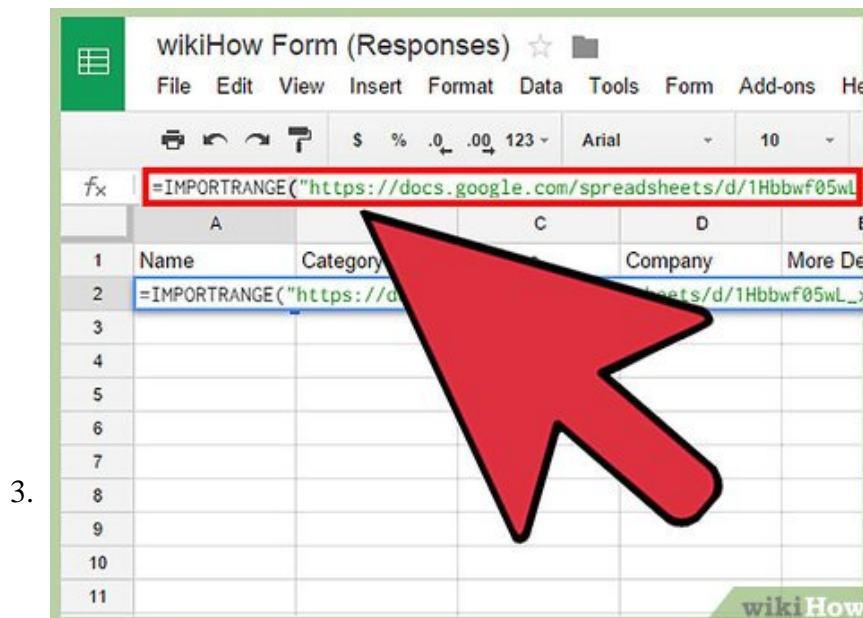 wikiHow Form (Responses)
File Edit View Insert Format Data Tools Form Add-ons
$ % .0 .00 123 Arial 10
fx =IMPORTRANGE("https://docs.google.com/spreadsheets/d/1Hbbwf05wL
A C D
1 Name Category Company More
2 =IMPORTRANGE("https:// /d/1Hbbwf05wL_x
3
4
5
6
7
3.
8
9
10
11
wikiHow